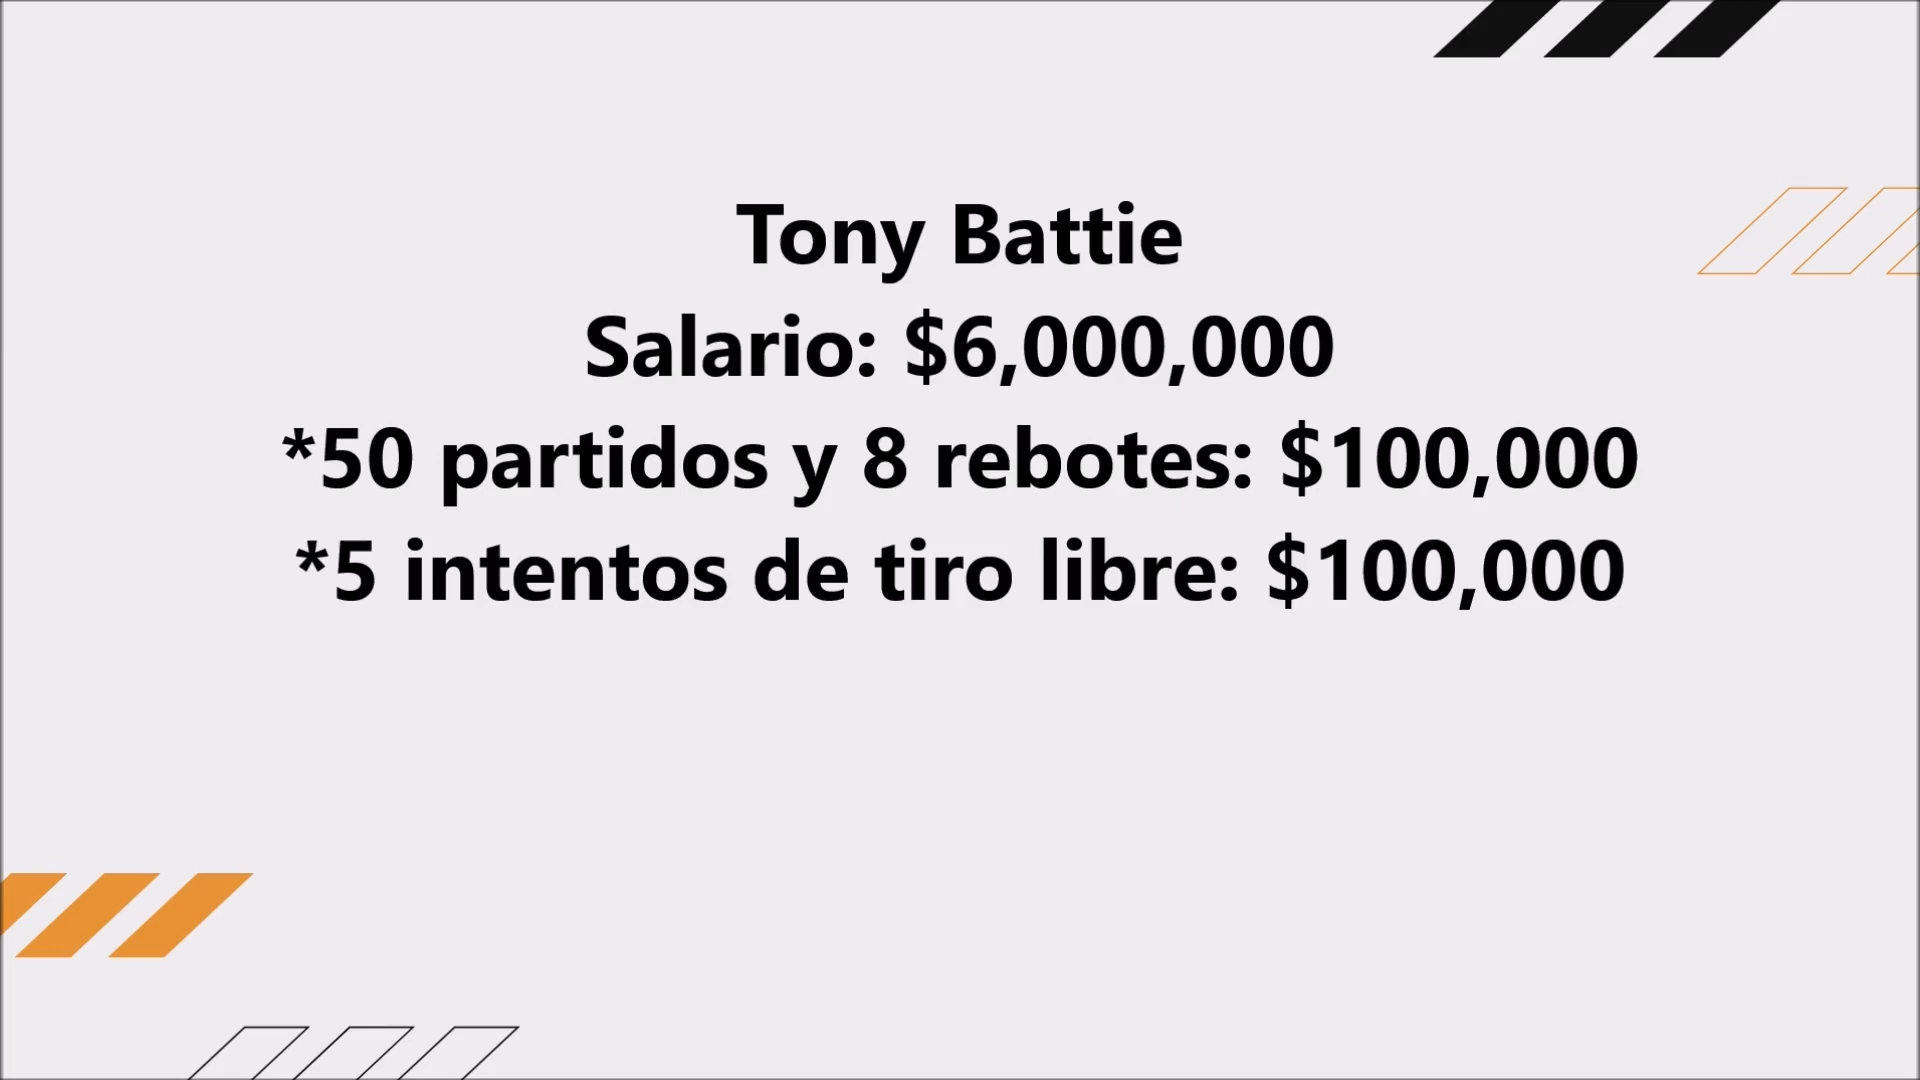 Tony Battie
Salario: $6,000,000
*50 partidos y 8 rebotes: $100,000
*5 intentos de tiro libre: $100,000